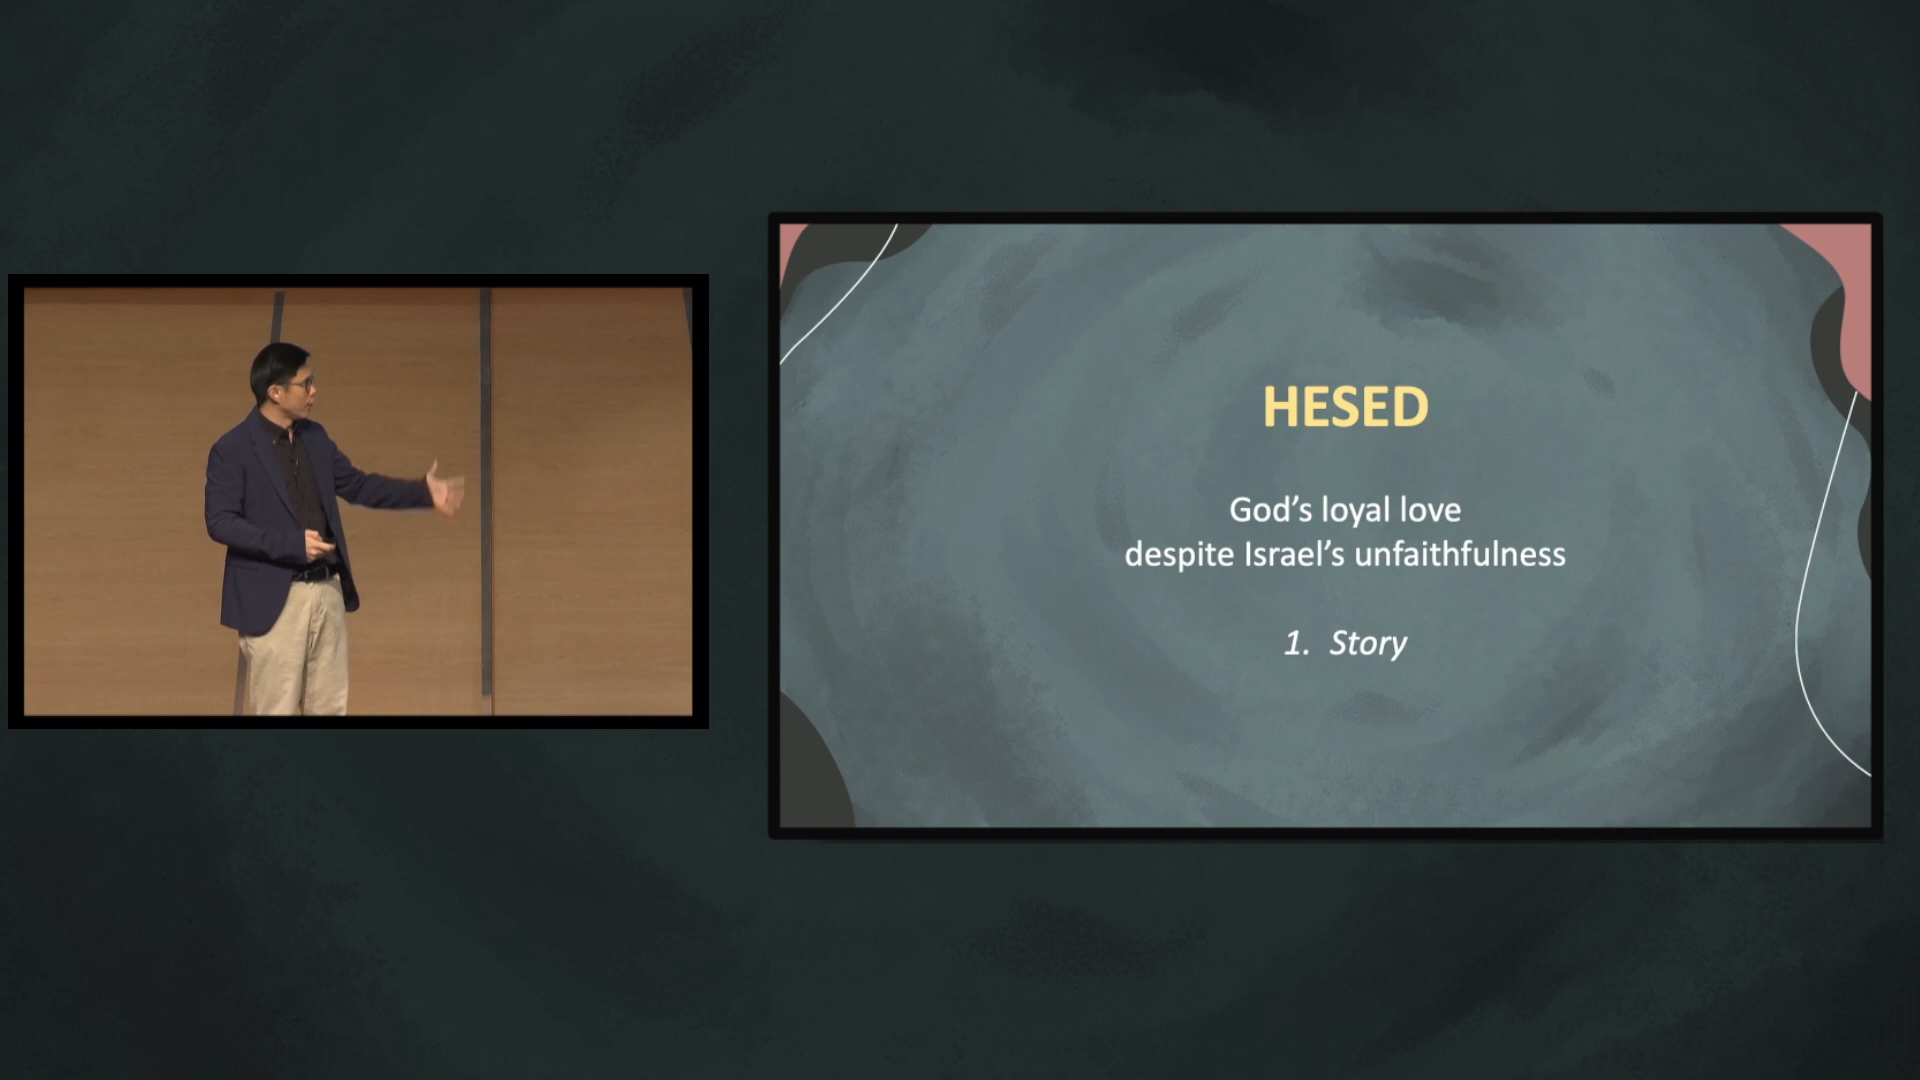 HESED
God’s loyal love
despite Israel’s unfaithfulness
1. Story